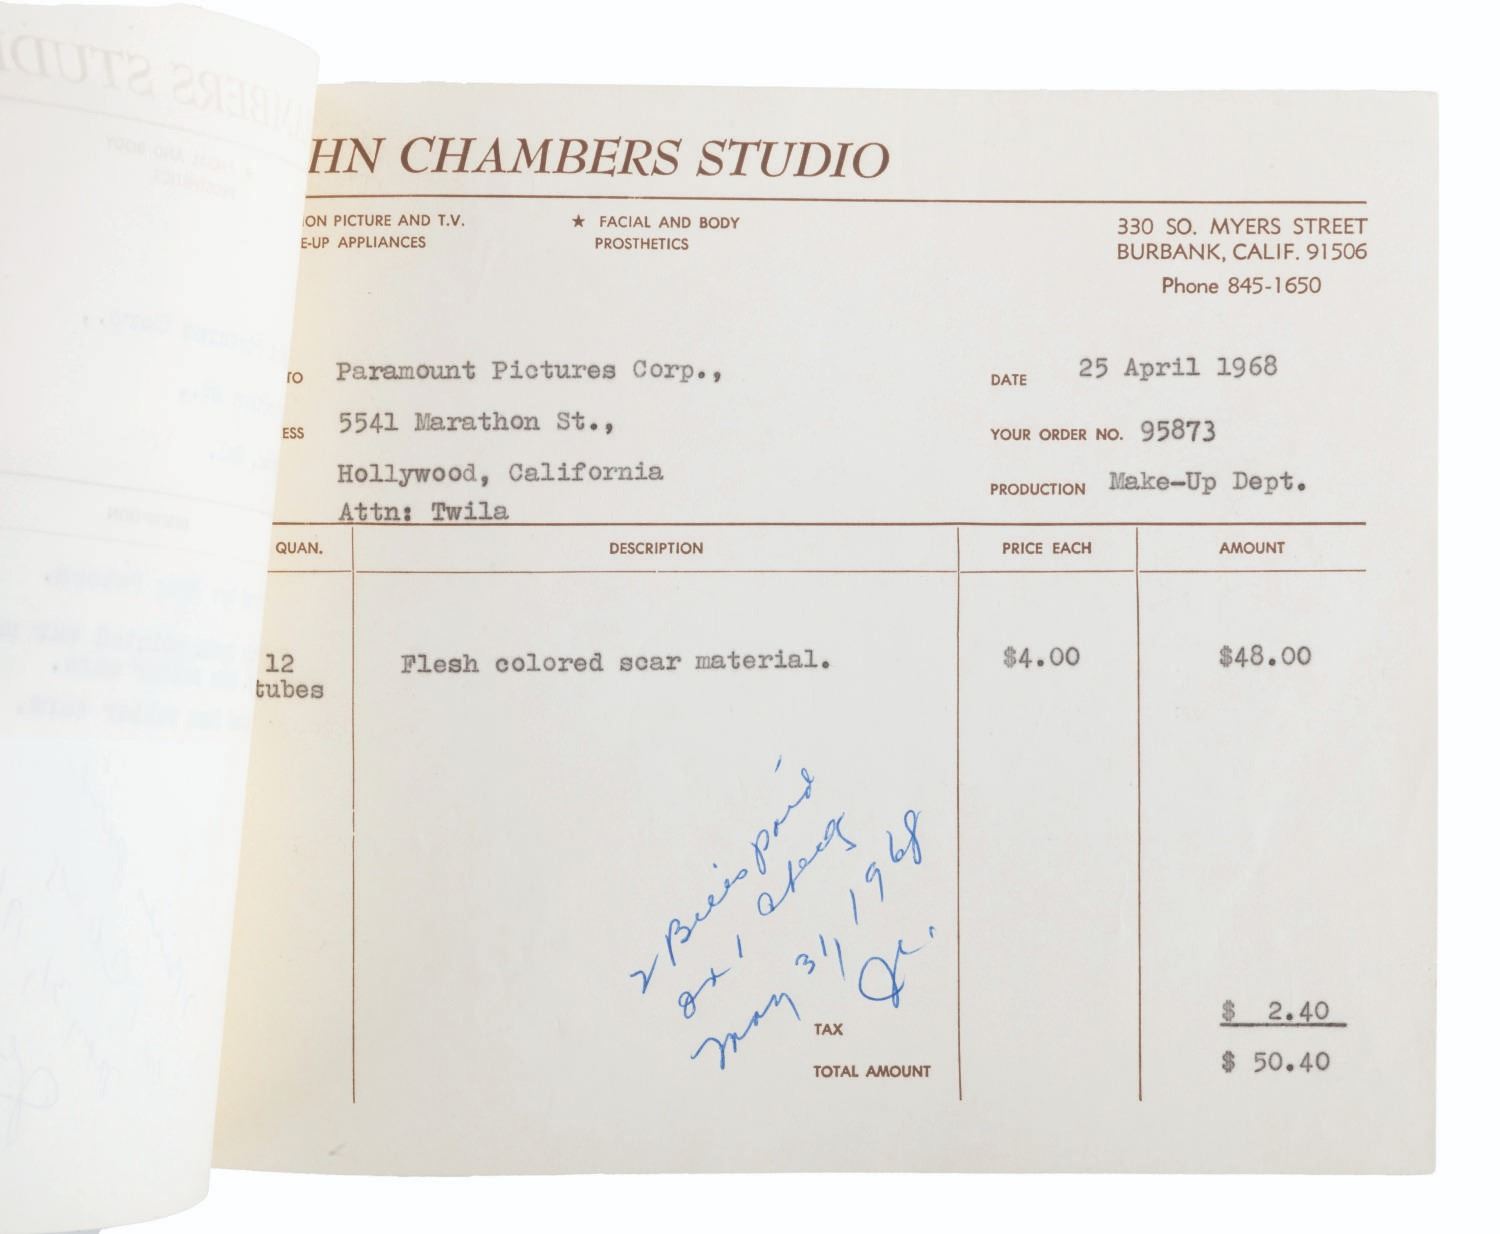 HN CHAMBERS STUDIO
ION PICTURE AND T.V.
E-UP APPLIANCES
★ FACIAL AND BODY
PROSTHETICS
330 SO. MYERS STREET
BURBANK, CALIF. 91506
Phone 845-1650
TO Paramount Pictures Corp.,
ESS 5541 Marathon St.,
Hollywood, California
Attn: Twila
DATE 25 April 1968
YOUR ORDER NO. 95873
PRODUCTION Make-Up Dept.
QUAN. DESCRIPTION PRICE EACH AMOUNT
12 Flesh colored scar material. $4.00 $48.00
tubes
2 Bills paid
1
May 31, 1968
TAX $ 2.40
TOTAL AMOUNT $ 50.40